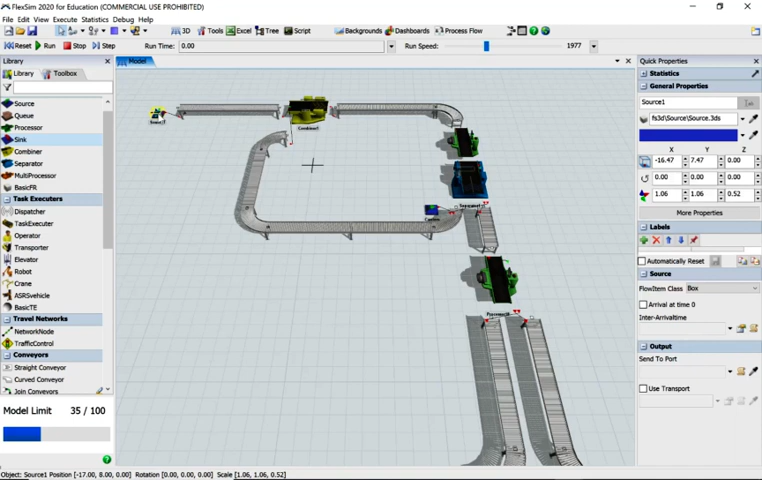 FlexSim 2020 for Education (COMMERCIAL USE PROHIBITED)
File Edit View Build Execute Statistics Debug Help
3D Tools Excel Tree Script Backgrounds Dashboards Process Flow
Reset Run Stop Step Run Time: 0.00 Run Speed: 1977
Library
Library Toolbox
Source
Queue
Processor
Sink
Combiner
Separator
MultiProcessor
BasicFR
Task Executers
Dispatcher
TaskExecuter
Operator
Transporter
Elevator
Robot
Crane
ASRSvehicle
BasicTE
Travel Networks
NetworkNode
TrafficControl
Conveyors
Straight Conveyor
Curved Conveyor
Join Conveyors
Model Limit 35 / 100
Model
Source1
Combiner1
Quick Properties
Statistics
General Properties
Source1
fs3d\Source\Source.3ds
X Y Z
-16.47 7.47 0.00
0.00 0.00 0.00
1.06 1.06 0.52
More Properties
Labels
Automatically Reset
Source
FlowItem Class Box
Arrival at time 0
Inter-Arrivaltime
Output
Send To Port
Use Transport
Object: Source1 Position [-17.00, 8.00, 0.00] Rotation [0.00, 0.00, 0.00] Scale [1.06, 1.06, 0.52]